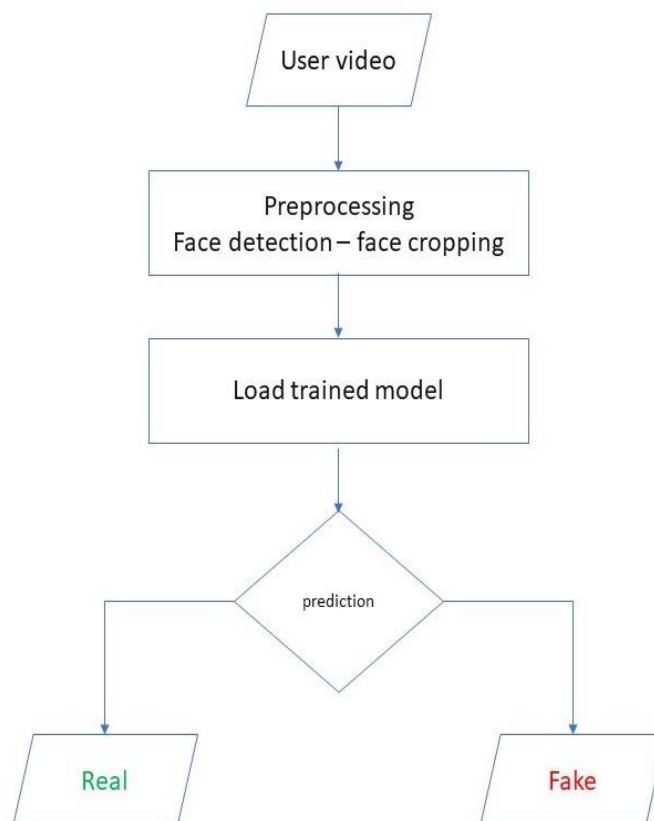 User video
Preprocessing
Face detection – face cropping
Load trained model
prediction
Real
Fake